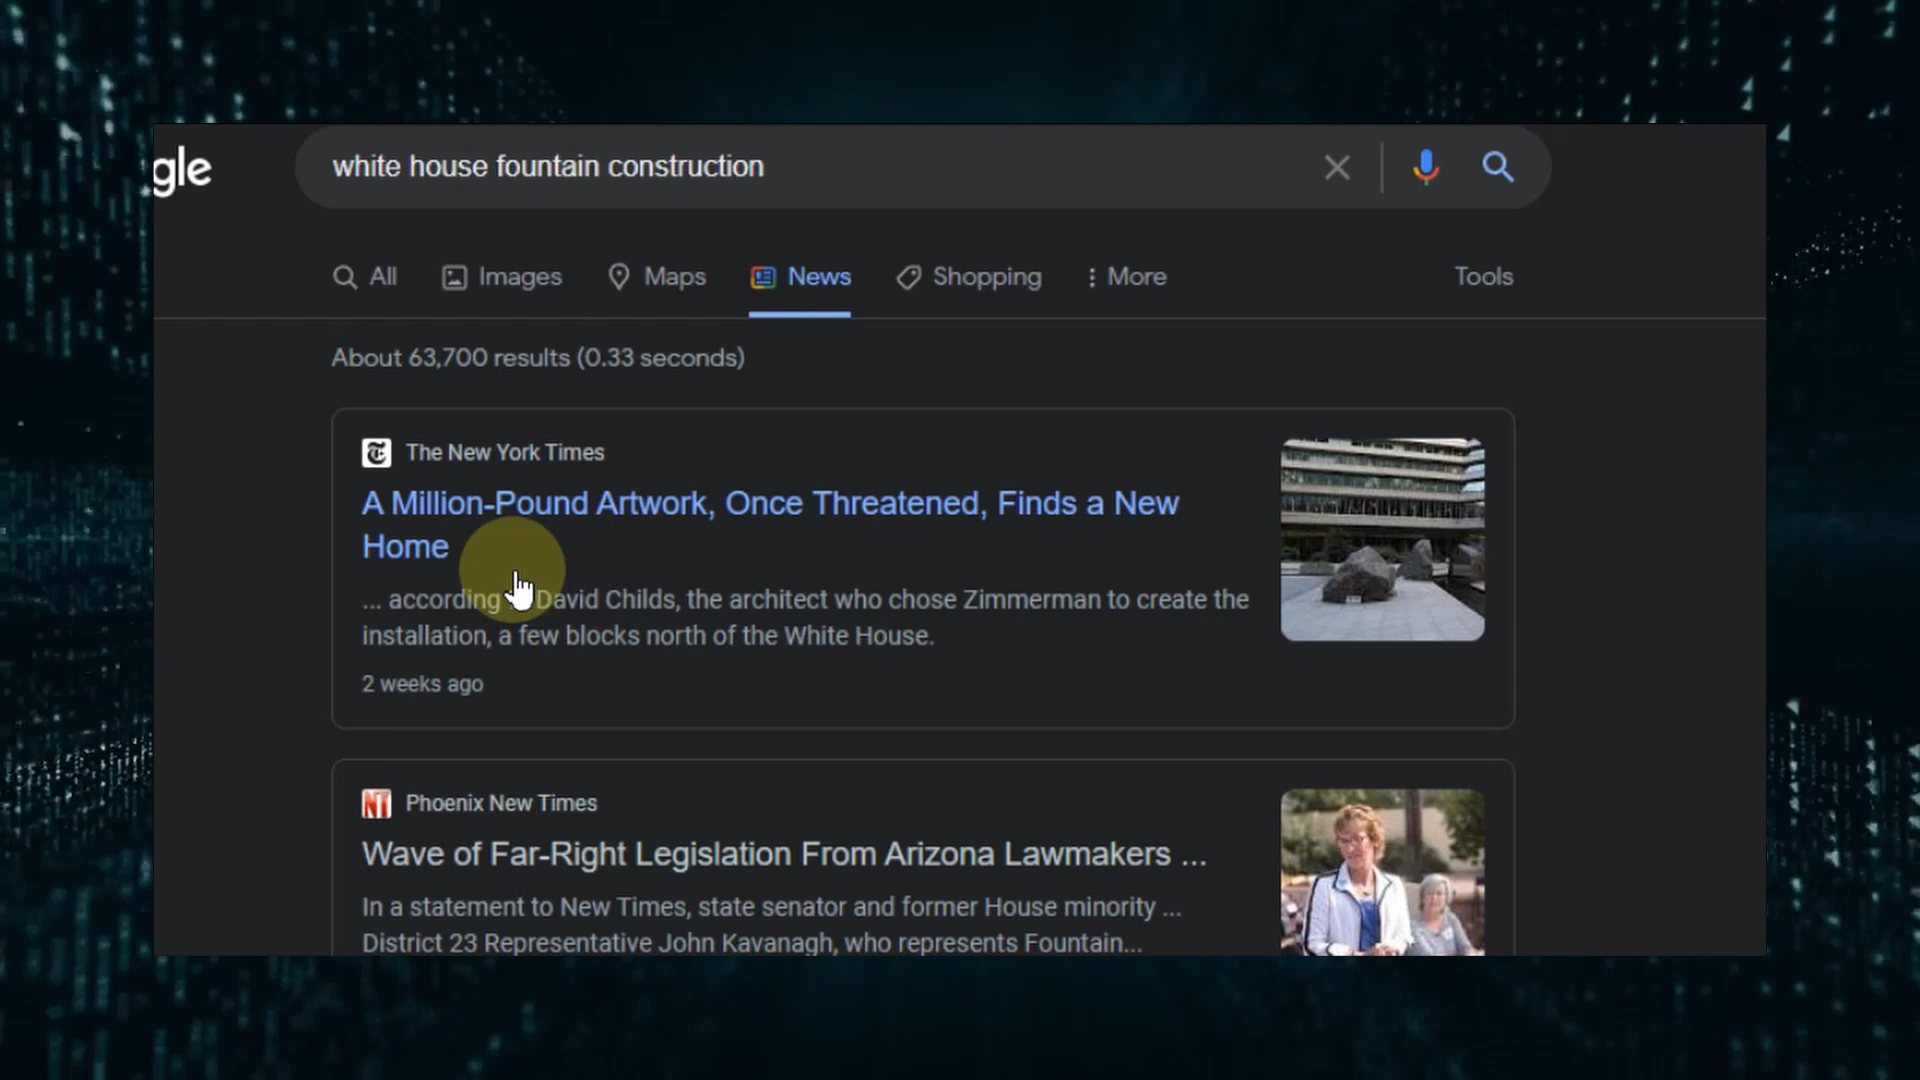 gle
white house fountain construction
All Images Maps News Shopping More Tools
About 63,700 results (0.33 seconds)
The New York Times
A Million-Pound Artwork, Once Threatened, Finds a New
Home
... according David Childs, the architect who chose Zimmerman to create the
installation, a few blocks north of the White House.
2 weeks ago
NT Phoenix New Times
Wave of Far-Right Legislation From Arizona Lawmakers ...
In a statement to New Times, state senator and former House minority ...
District 23 Representative John Kavanagh, who represents Fountain...